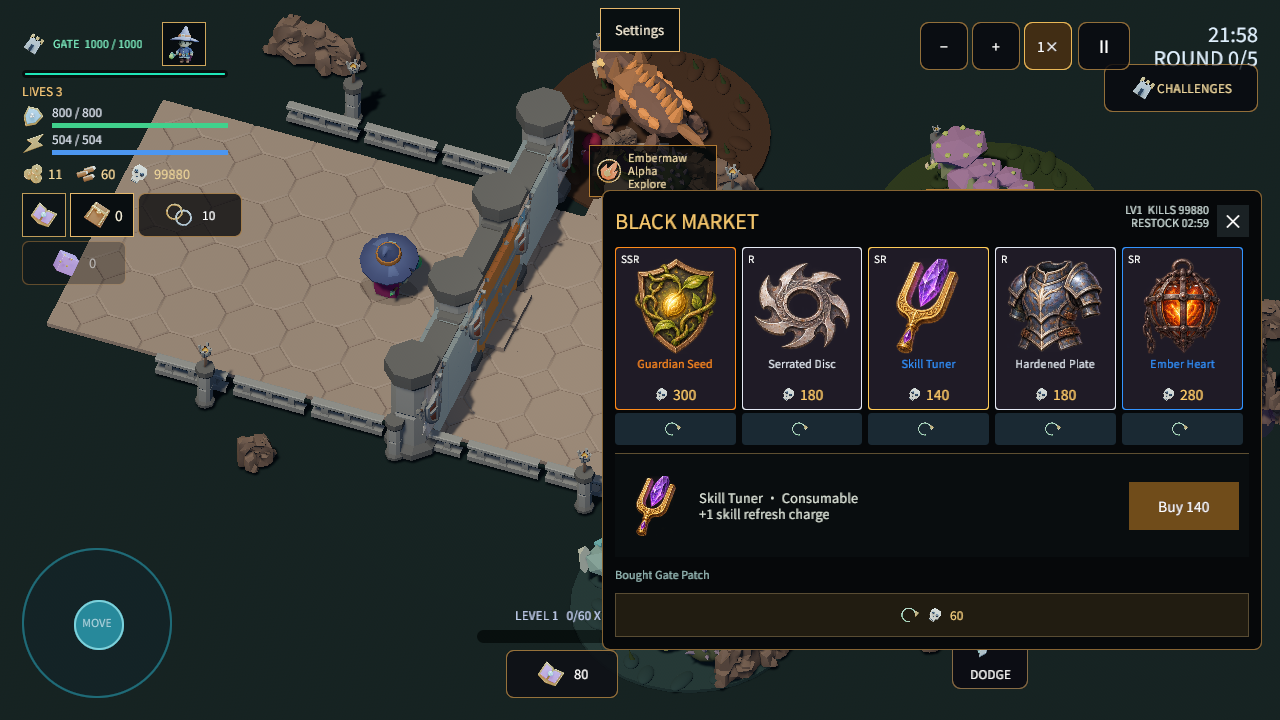 GATE 1000 / 1000
LIVES 3
800 / 800
504 / 504
11 60 99880
0 10
0
Settings
− + 1× II
21:58
ROUND 0/5
CHALLENGES
Embermaw
Alpha
Explore
BLACK MARKET
LV1 KILLS 99880
RESTOCK 02:59
SSR
Guardian Seed
300
R
Serrated Disc
180
SR
Skill Tuner
140
R
Hardened Plate
180
SR
Ember Heart
280
Skill Tuner • Consumable
+1 skill refresh charge
Buy 140
Bought Gate Patch
60
MOVE
LEVEL 1 0/60 X
80
DODGE